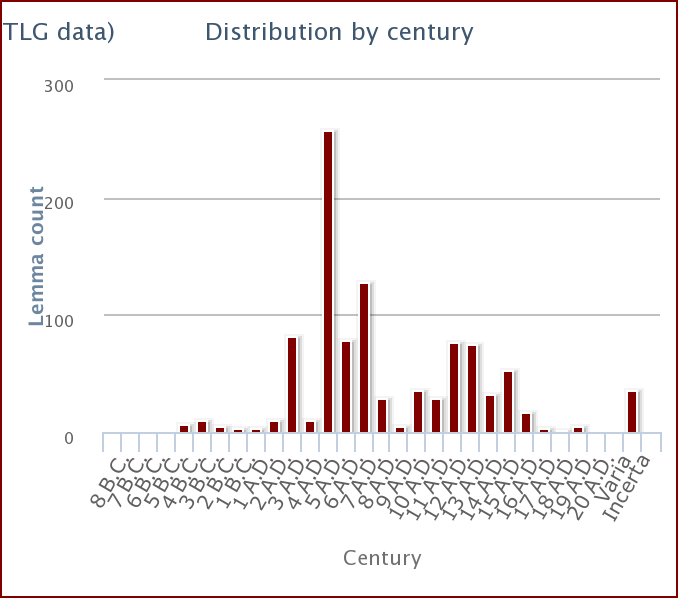 TLG data)
Distribution by century
300
200
100
0
Lemma count
8 B.C.
7 B.C.
6 B.C.
5 B.C.
4 B.C.
3 B.C.
2 B.C.
1 B.C.
1 A.D.
2 A.D.
3 A.D.
4 A.D.
5 A.D.
6 A.D.
7 A.D.
8 A.D.
9 A.D.
10 A.D.
11 A.D.
12 A.D.
13 A.D.
14 A.D.
15 A.D.
16 A.D.
17 A.D.
18 A.D.
19 A.D.
20 A.D.
Varia
Incerta
Century